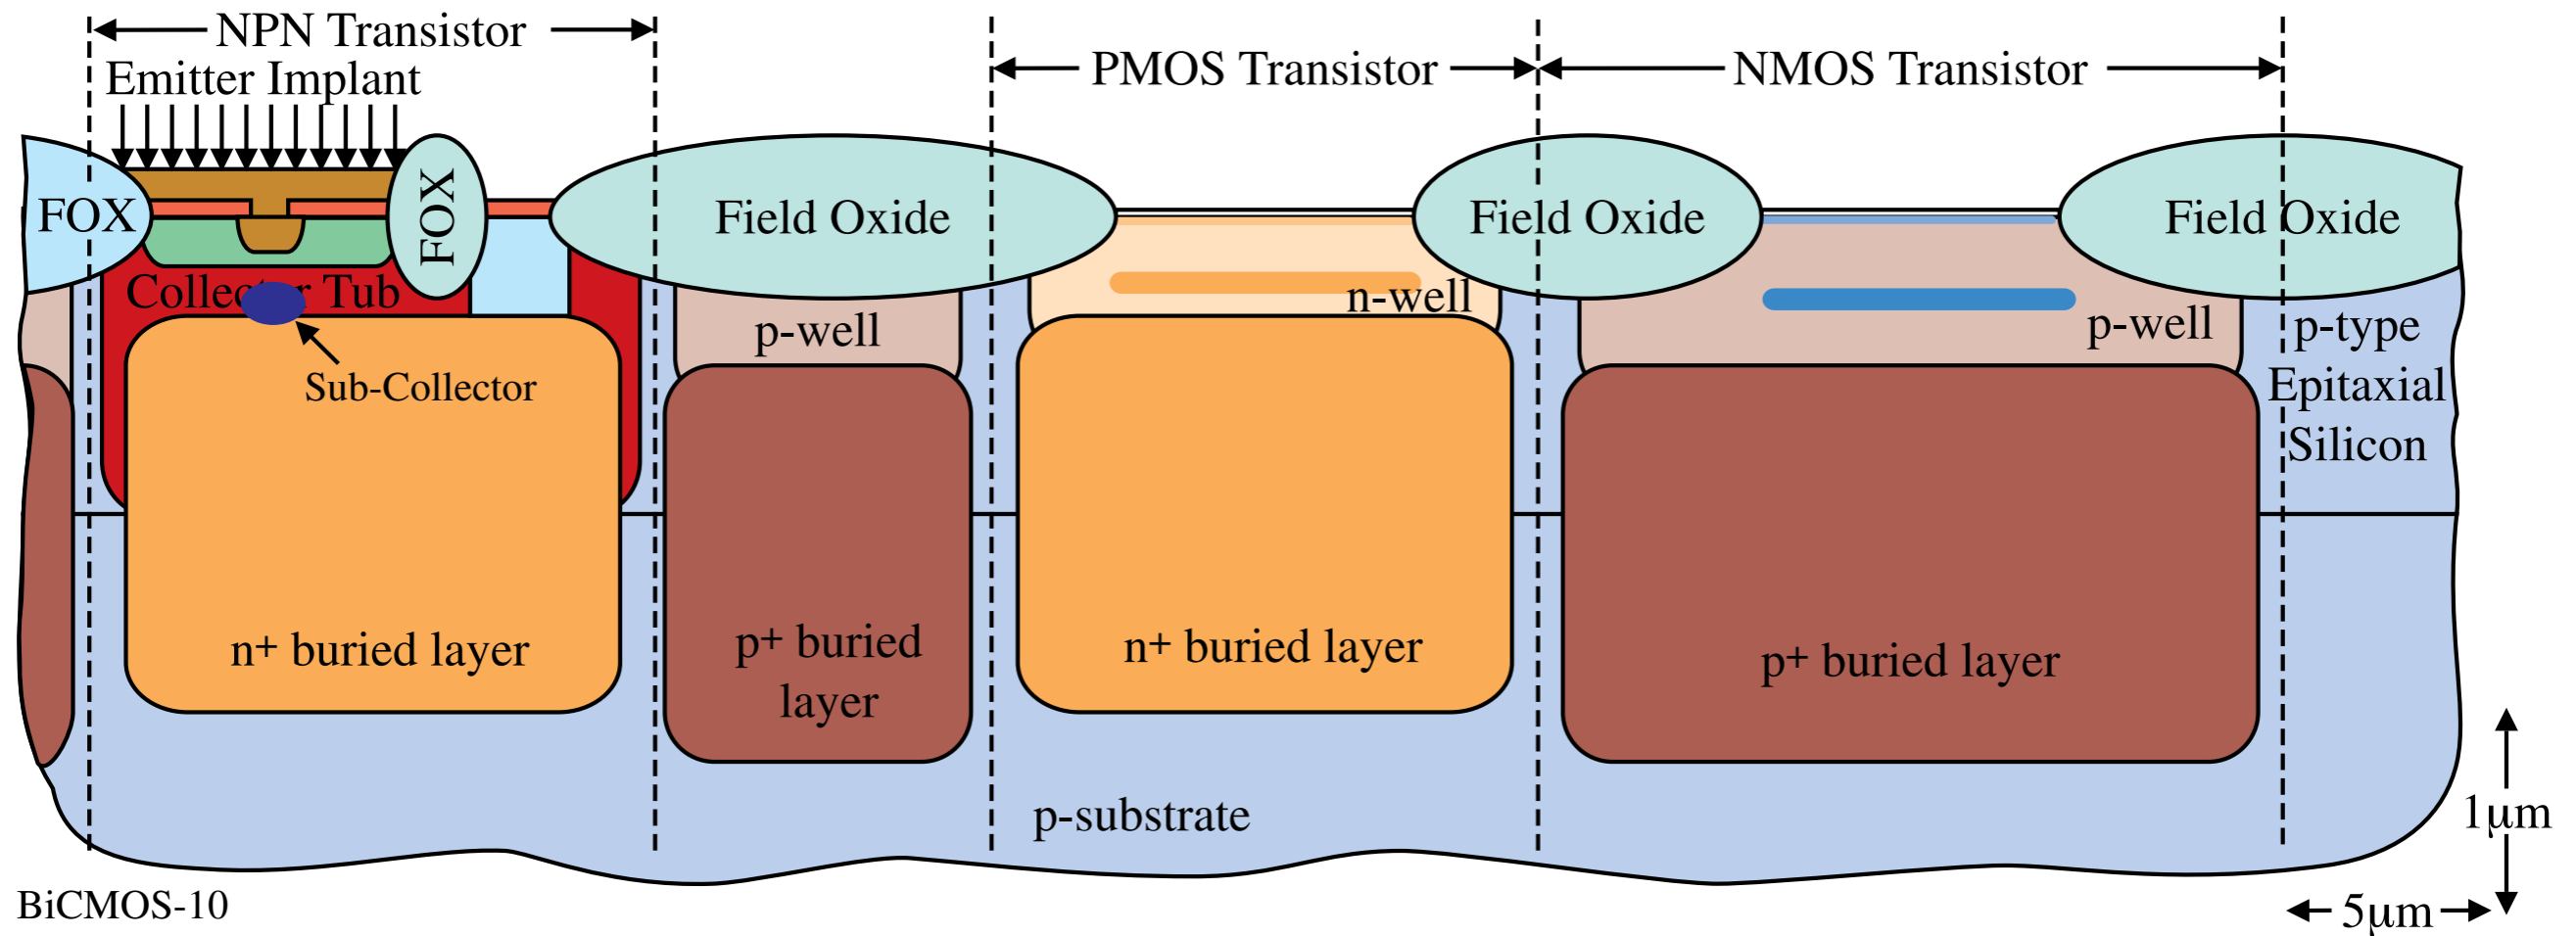 NPN Transistor
Emitter Implant
PMOS Transistor
NMOS Transistor
FOX
FOX
Field Oxide
Field Oxide
Field Oxide
Collector Tub
n-well
p-well
p-well
p-type
Epitaxial
Silicon
Sub-Collector
n+ buried layer
p+ buried
layer
n+ buried layer
p+ buried layer
p-substrate
1μm
5μm
BiCMOS-10